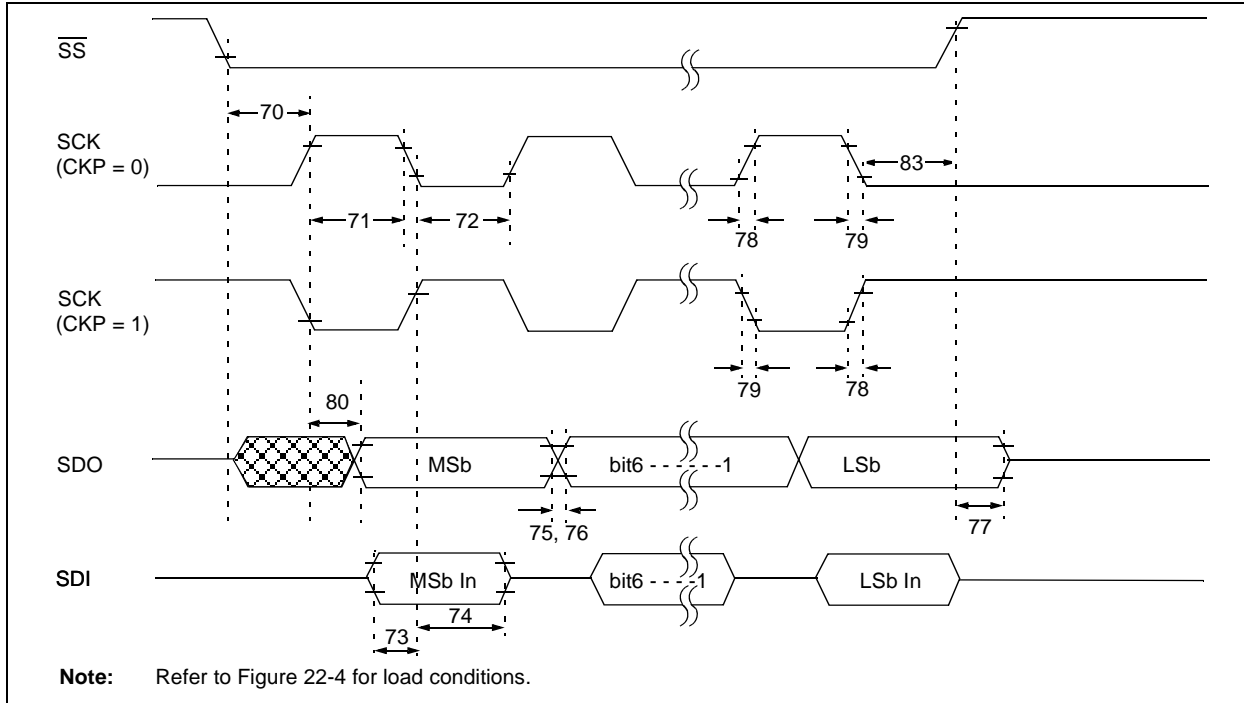 SS
70
SCK
(CKP = 0)
83
71
72
78
79
SCK
(CKP = 1)
79
78
80
SDO
MSb
bit6 - - - - - -1
LSb
75, 76
77
SDI
MSb In
bit6 - - - -1
LSb In
74
73
Note: Refer to Figure 22-4 for load conditions.